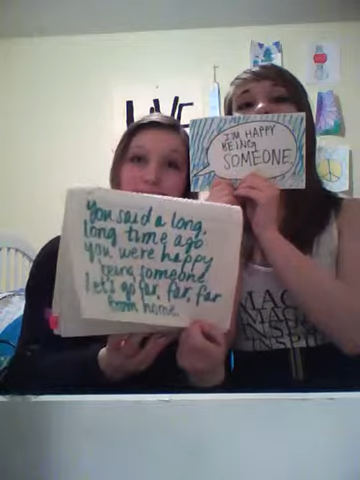 LIVE
I'M HAPPY
BEING
SOMEONE.
You said a long,
long time ago
you were happy
being someone
let's go far, far, far
from home.